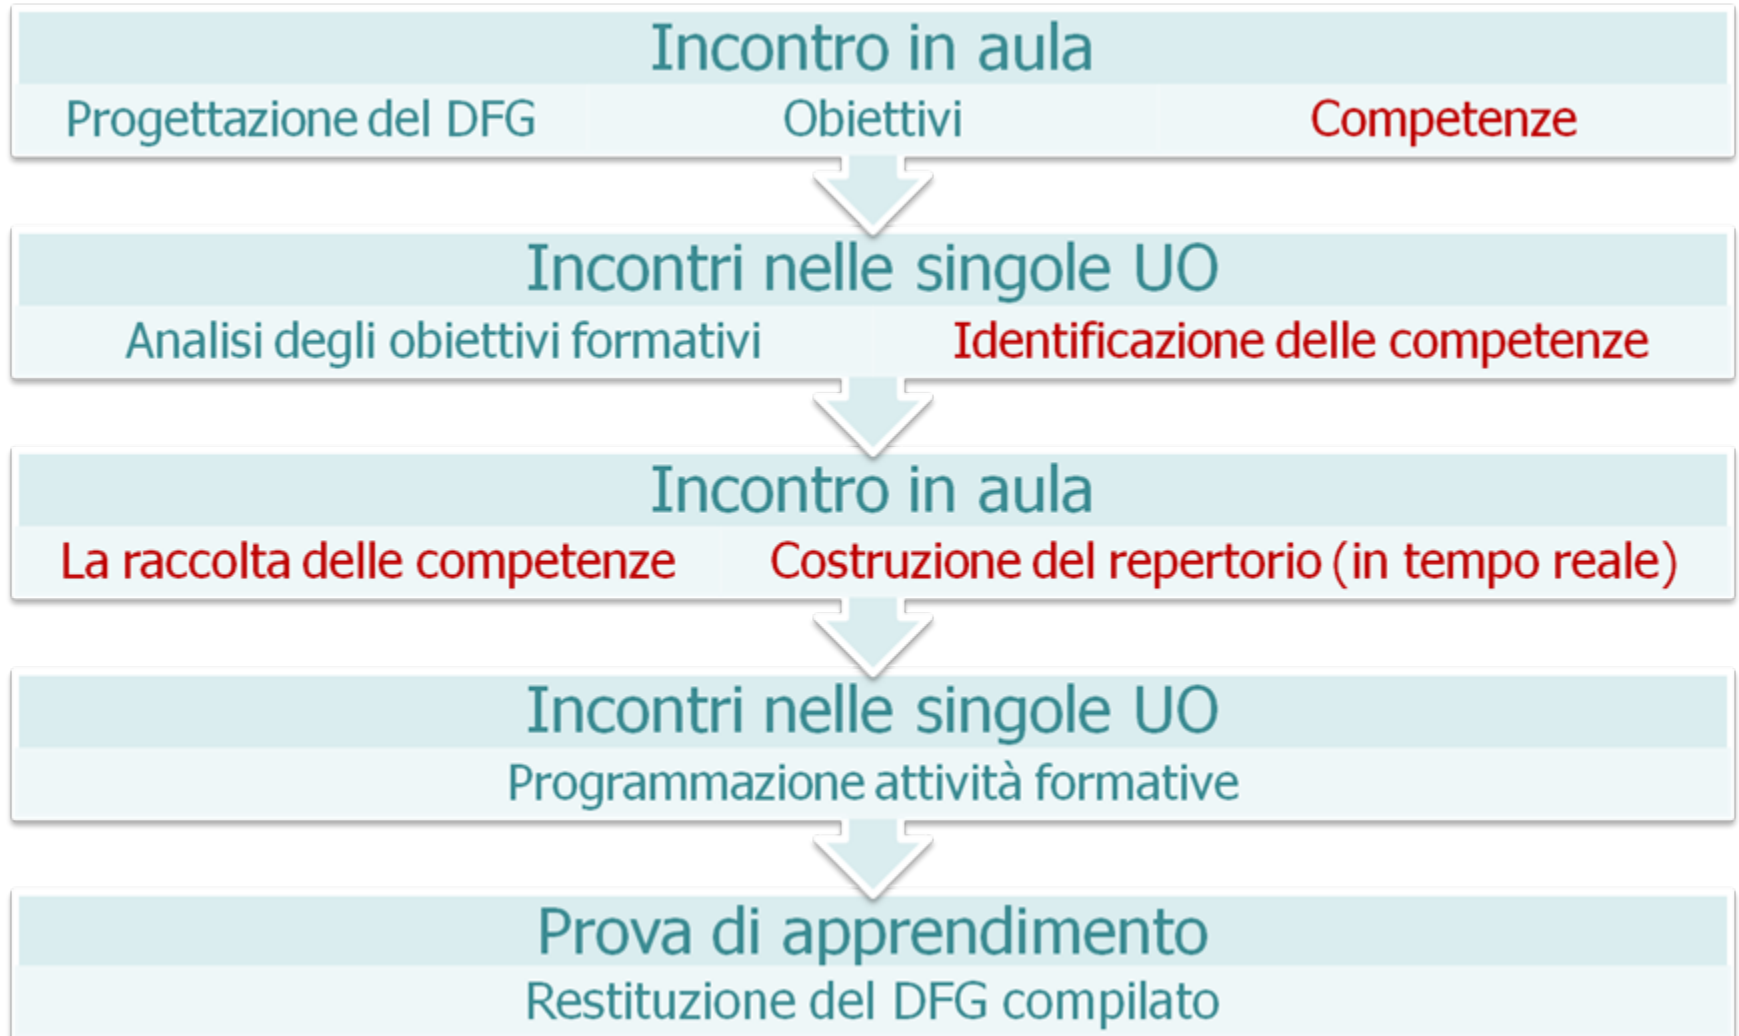 Incontro in aula
Progettazione del DFG Obiettivi Competenze
Incontri nelle singole UO
Analisi degli obiettivi formativi Identificazione delle competenze
Incontro in aula
La raccolta delle competenze Costruzione del repertorio (in tempo reale)
Incontri nelle singole UO
Programmazione attività formative
Prova di apprendimento
Restituzione del DFG compilato